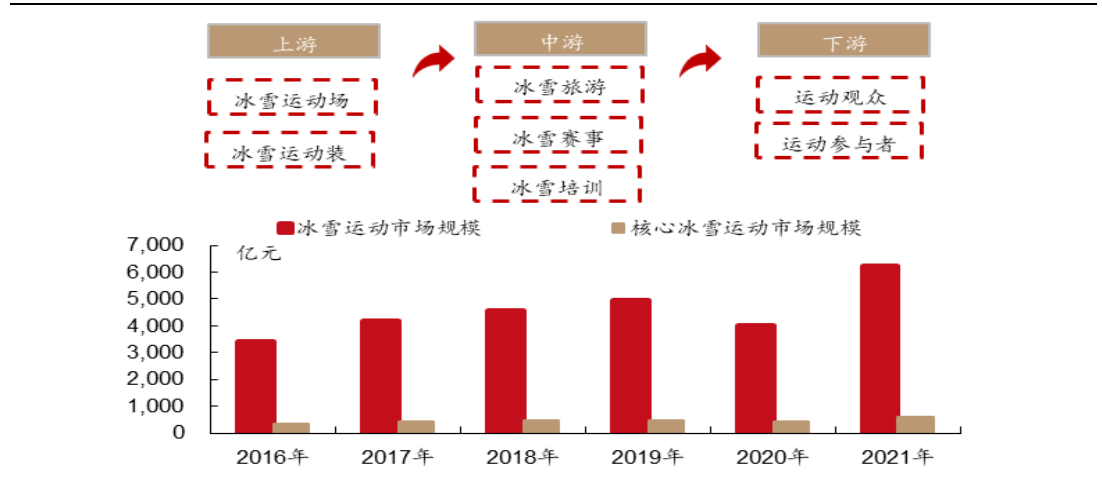 上游
中游
下游
冰雪运动场
冰雪运动装
冰雪旅游
冰雪赛事
冰雪培训
运动观众
运动参与者
冰雪运动市场规模
核心冰雪运动市场规模
亿元
7,000
6,000
5,000
4,000
3,000
2,000
1,000
0
2016年
2017年
2018年
2019年
2020年
2021年